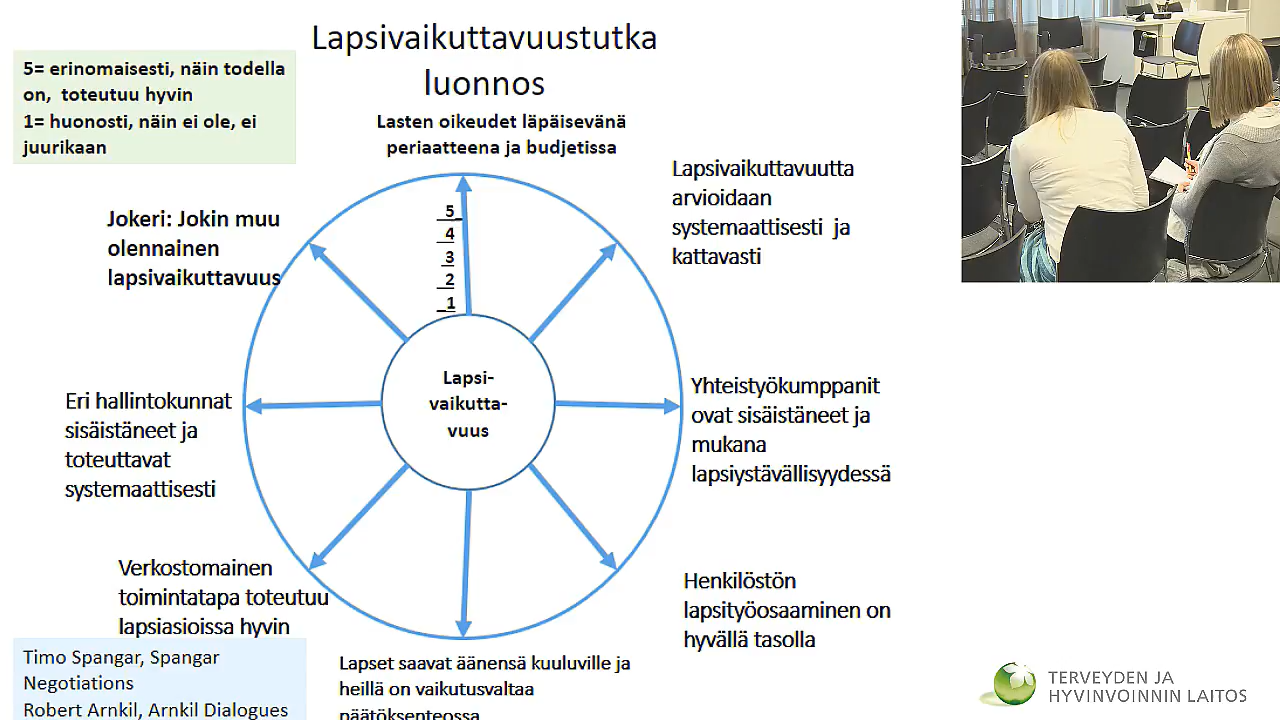 Lapsivaikuttavuustutka
luonnos
5= erinomaisesti, näin todella
on, toteutuu hyvin
1= huonosti, näin ei ole, ei
juurikaan
Lasten oikeudet läpäisevänä
periaatteena ja budjetissa
Lapsivaikuttavuutta
arvioidaan
systemaattisesti ja
kattavasti
Jokeri: Jokin muu
olennainen
lapsivaikuttavuus
5
4
3
2
1
Lapsi-
vaikutta-
vuus
Eri hallintokunnat
sisäistäneet ja
toteuttavat
systemaattisesti
Yhteistyökumppanit
ovat sisäistäneet ja
mukana
lapsiystävällisyydessä
Verkostomainen
toimintatapa toteutuu
lapsiasioissa hyvin
Henkilöstön
lapsityöosaaminen on
hyvällä tasolla
Lapset saavat äänensä kuuluville ja
heillä on vaikutusvaltaa
päätöksenteossa
Timo Spangar, Spangar
Negotiations
Robert Arnkil, Arnkil Dialogues
TERVEYDEN JA
HYVINVOINNIN LAITOS